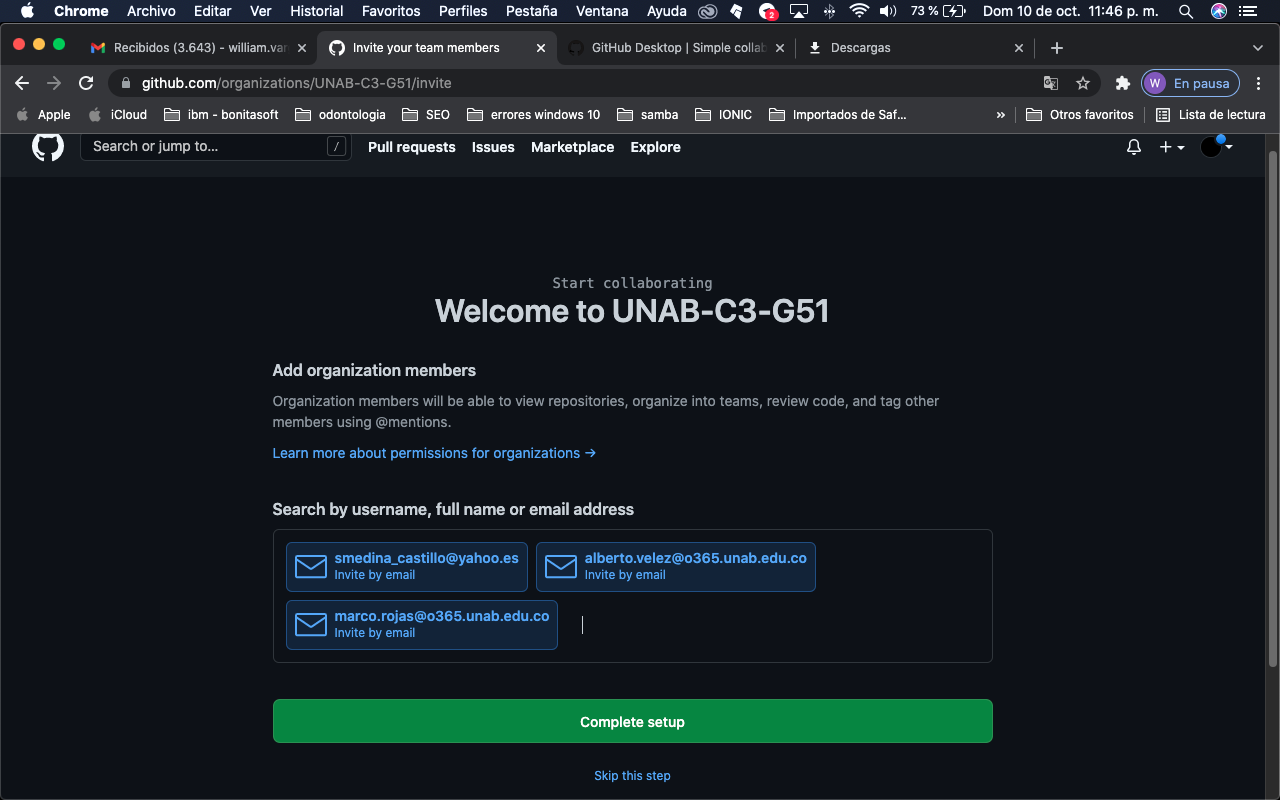 Chrome Archivo Editar Ver Historial Favoritos Perfiles Pestaña Ventana Ayuda 2 73 % Dom 10 de oct. 11:46 p. m.
Recibidos (3.643) - william.var Invite your team members GitHub Desktop | Simple collab Descargas
github.com/organizations/UNAB-C3-G51/invite W En pausa
Apple iCloud ibm - bonitasoft odontologia SEO errores windows 10 samba IONIC Importados de Saf... » Otros favoritos Lista de lectura
Search or jump to... / Pull requests Issues Marketplace Explore
Start collaborating
Welcome to UNAB-C3-G51
Add organization members
Organization members will be able to view repositories, organize into teams, review code, and tag other
members using @mentions.
Learn more about permissions for organizations →
Search by username, full name or email address
smedina_castillo@yahoo.es alberto.velez@o365.unab.edu.co
Invite by email Invite by email
marco.rojas@o365.unab.edu.co
Invite by email
Complete setup
Skip this step